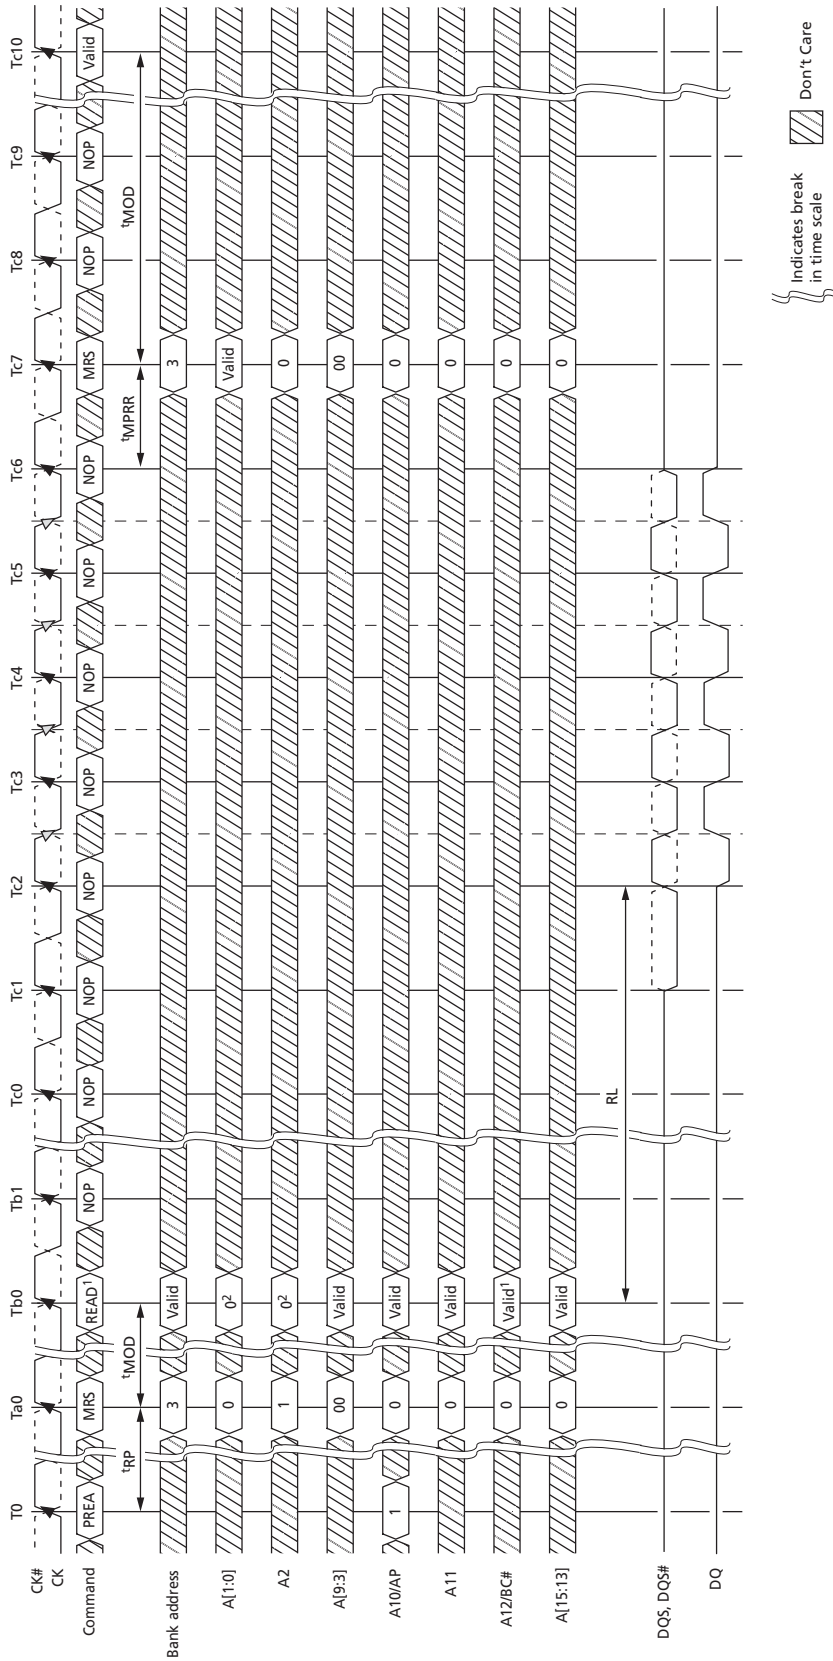 T0 Ta0 Tb0 Tb1 Tc0 Tc1 Tc2 Tc3 Tc4 Tc5 Tc6 Tc7 Tc8 Tc9 Tc10
CK#
CK
Command PREA MRS READ1 NOP NOP NOP NOP NOP NOP NOP NOP MRS NOP NOP Valid
tRP tMOD tMPRR tMOD
Bank address 3 Valid 3
A[1:0] 0 02 Valid
A2 1 02 0
A[9:3] 00 Valid 00
A10/AP 1 0 Valid 0
A11 0 Valid 0
A12/BC# 0 Valid1 0
A[15:13] 0 Valid 0
RL
DQS, DQS#
DQ
Indicates break
in time scale
Don't Care